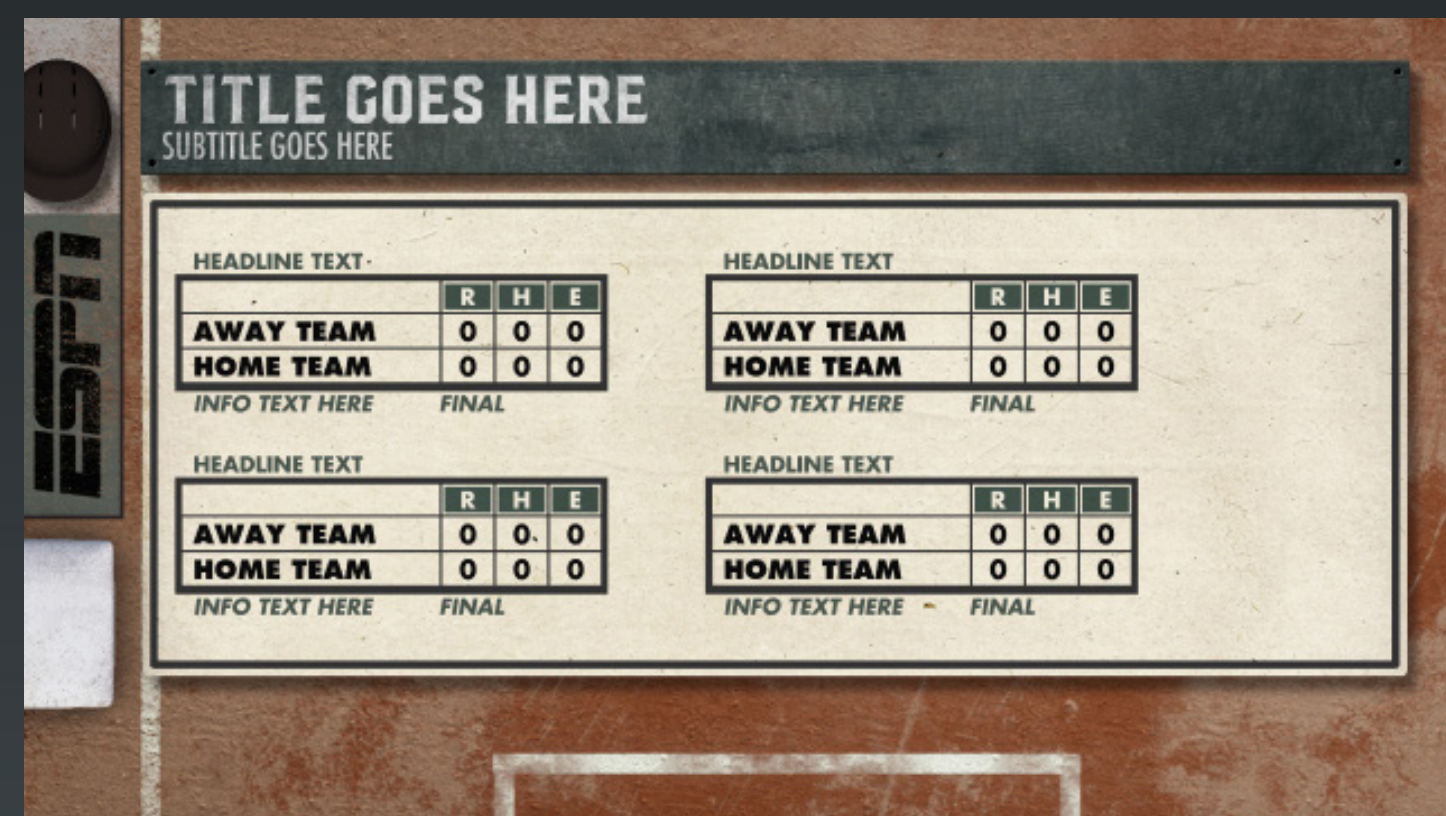 TITLE GOES HERE
SUBTITLE GOES HERE
ESPN
HEADLINE TEXT
R H E
AWAY TEAM 0 0 0
HOME TEAM 0 0 0
INFO TEXT HERE FINAL
HEADLINE TEXT
R H E
AWAY TEAM 0 0 0
HOME TEAM 0 0 0
INFO TEXT HERE FINAL
HEADLINE TEXT
R H E
AWAY TEAM 0 0 0
HOME TEAM 0 0 0
INFO TEXT HERE FINAL
HEADLINE TEXT
R H E
AWAY TEAM 0 0 0
HOME TEAM 0 0 0
INFO TEXT HERE FINAL